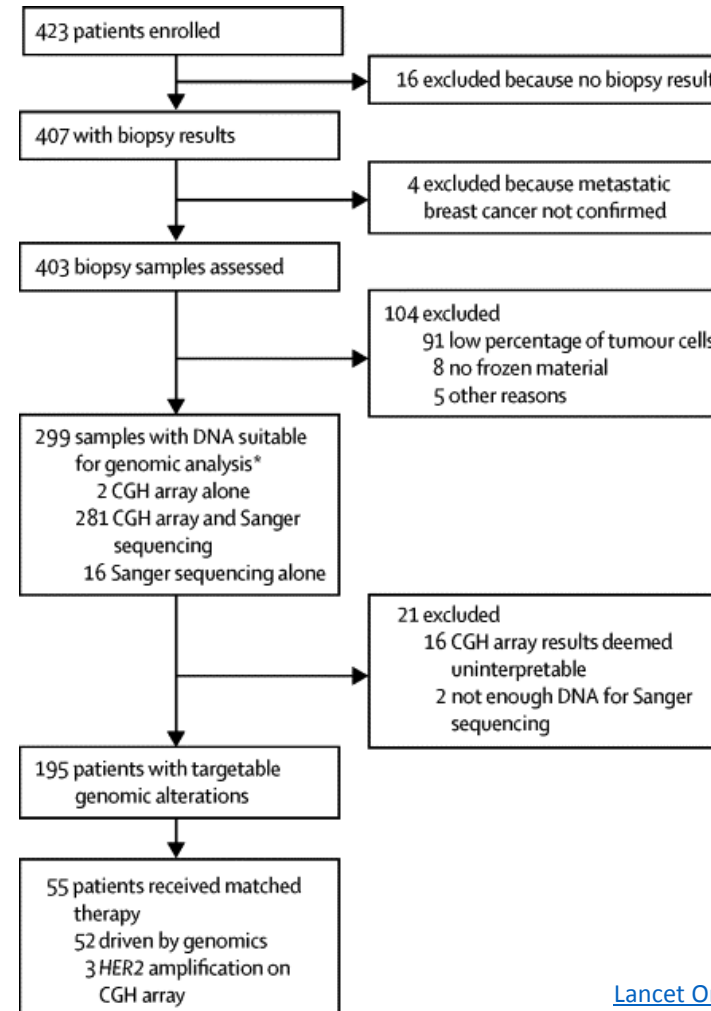 423 patients enrolled
16 excluded because no biopsy result
407 with biopsy results
4 excluded because metastatic
breast cancer not confirmed
403 biopsy samples assessed
104 excluded
91 low percentage of tumour cells
8 no frozen material
5 other reasons
299 samples with DNA suitable
for genomic analysis*
2 CGH array alone
281 CGH array and Sanger
sequencing
16 Sanger sequencing alone
21 excluded
16 CGH array results deemed
uninterpretable
2 not enough DNA for Sanger
sequencing
195 patients with targetable
genomic alterations
55 patients received matched
therapy
52 driven by genomics
3 HER2 amplification on
CGH array
Lancet